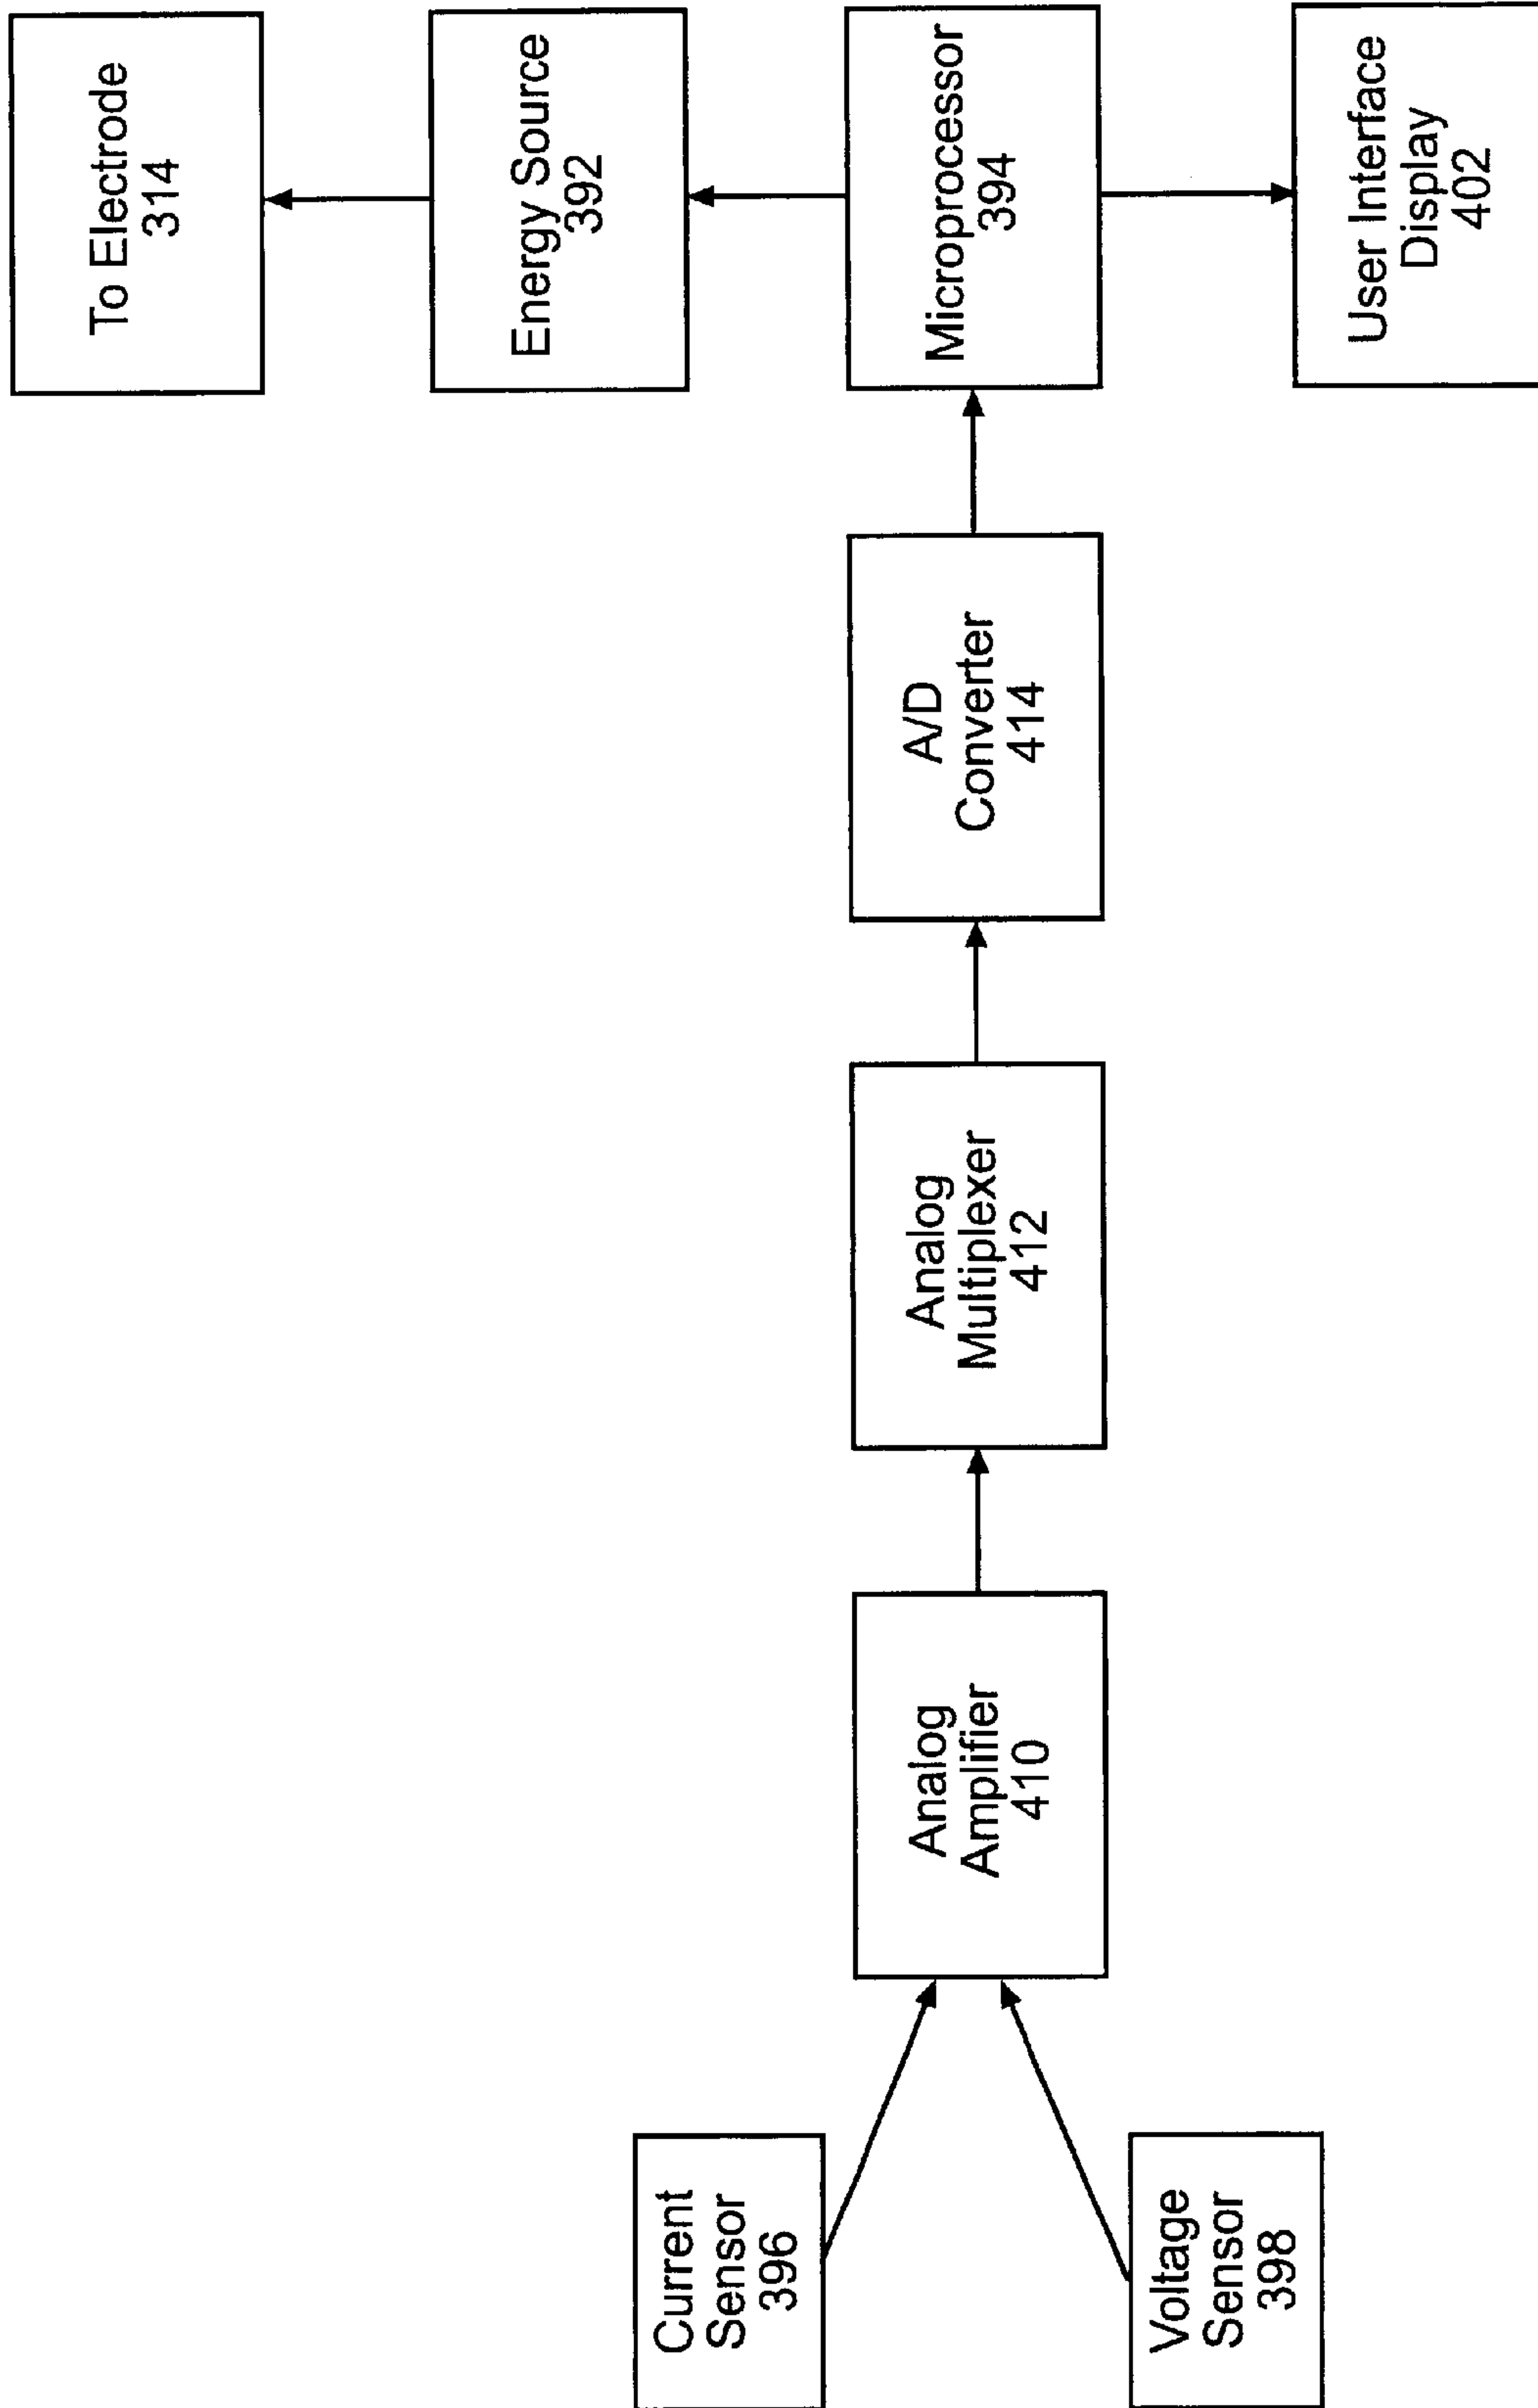 Current
Sensor
396
Voltage
Sensor
398
Analog
Amplifier
410
Analog
Multiplexer
412
A/D
Converter
414
To Electrode
314
Energy Source
392
Microprocessor
394
User Interface
Display
402